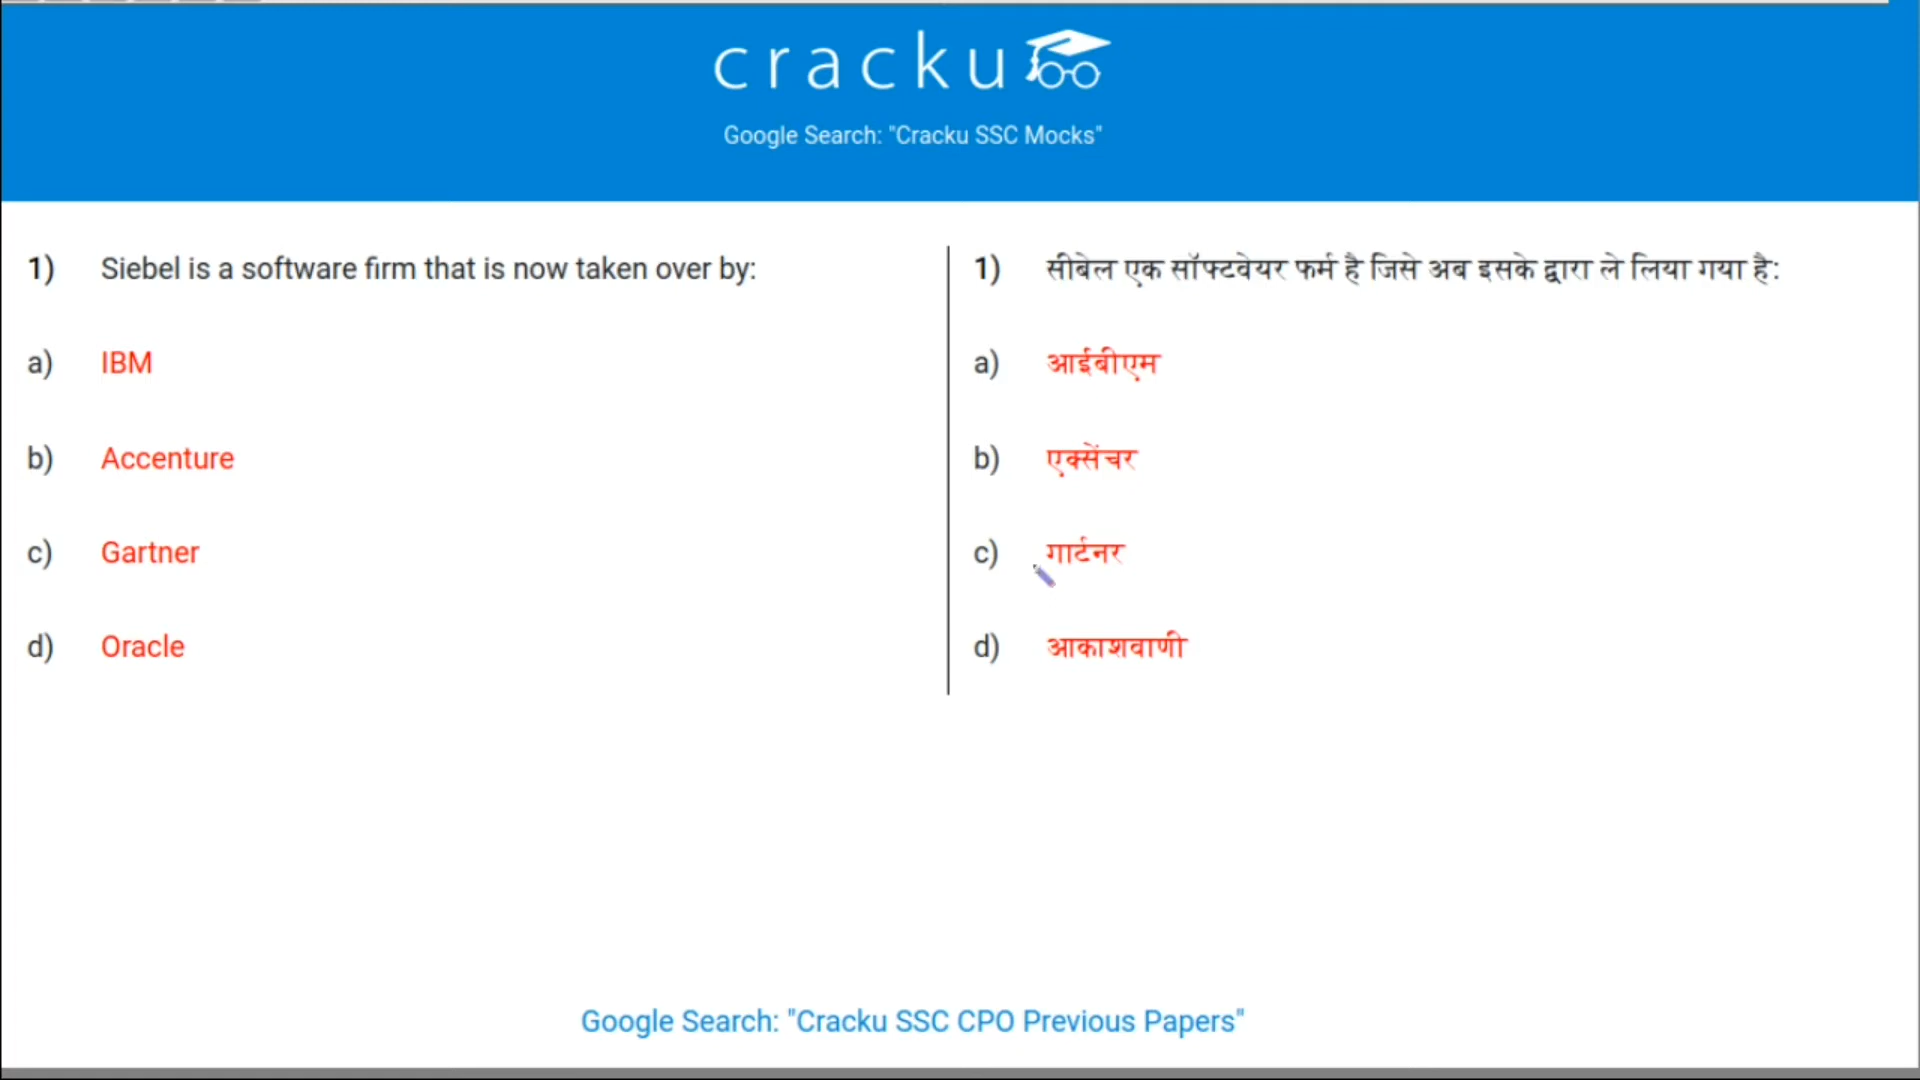 cracku
Google Search: "Cracku SSC Mocks"
1) Siebel is a software firm that is now taken over by:
a) IBM
b) Accenture
c) Gartner
d) Oracle
1) सीबेल एक सॉफ्टवेयर फर्म है जिसे अब इसके द्वारा ले लिया गया है:
a) आईबीएम
b) एक्सेंचर
c) गार्टनर
d) आकाशवाणी
Google Search: "Cracku SSC CPO Previous Papers"